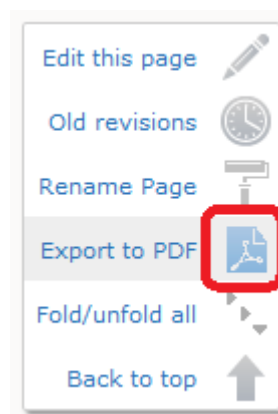 Edit this page
Old revisions
Rename Page
Export to PDF
Fold/unfold all
Back to top